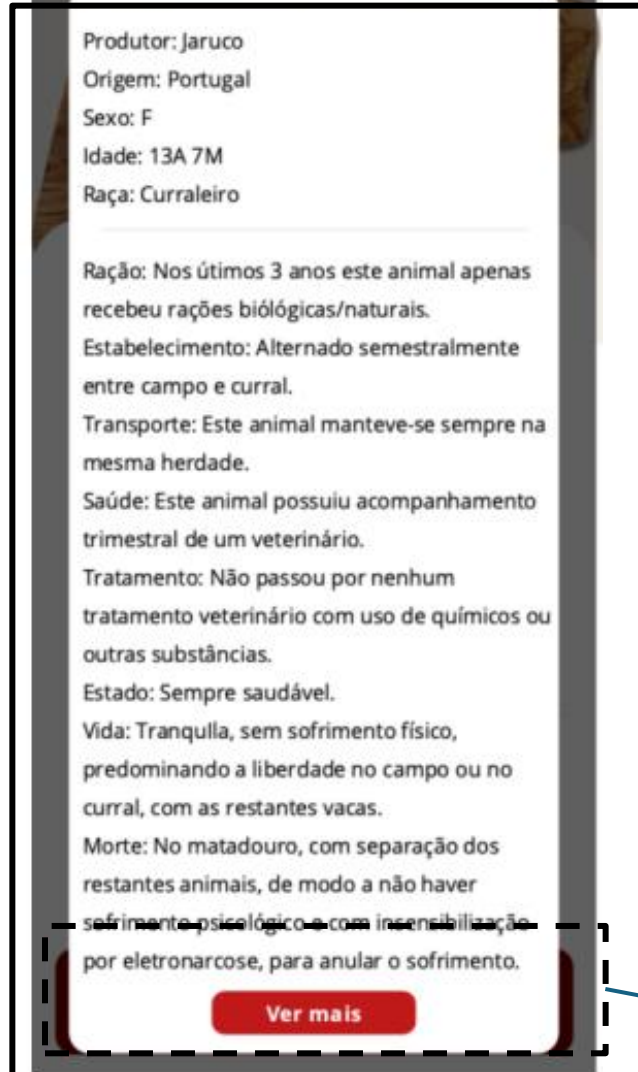 Produtor: Jaruco
Origem: Portugal
Sexo: F
Idade: 13A 7M
Raça: Curraleiro
Ração: Nos útimos 3 anos este animal apenas
recebeu rações biólógicas/naturais.
Estabelecimento: Alternado semestralmente
entre campo e curral.
Transporte: Este animal manteve-se sempre na
mesma herdade.
Saúde: Este animal possuiu acompanhamento
trimestral de um veterinário.
Tratamento: Não passou por nenhum
tratamento veterinário com uso de químicos ou
outras substâncias.
Estado: Sempre saudável.
Vida: Tranqulla, sem sofrimento físico,
predominando a liberdade no campo ou no
curral, com as restantes vacas.
Morte: No matadouro, com separação dos
restantes animais, de modo a não haver
sofrimento psicológico e com insensibilização
por eletronarcose, para anular o sofrimento.
Ver mais